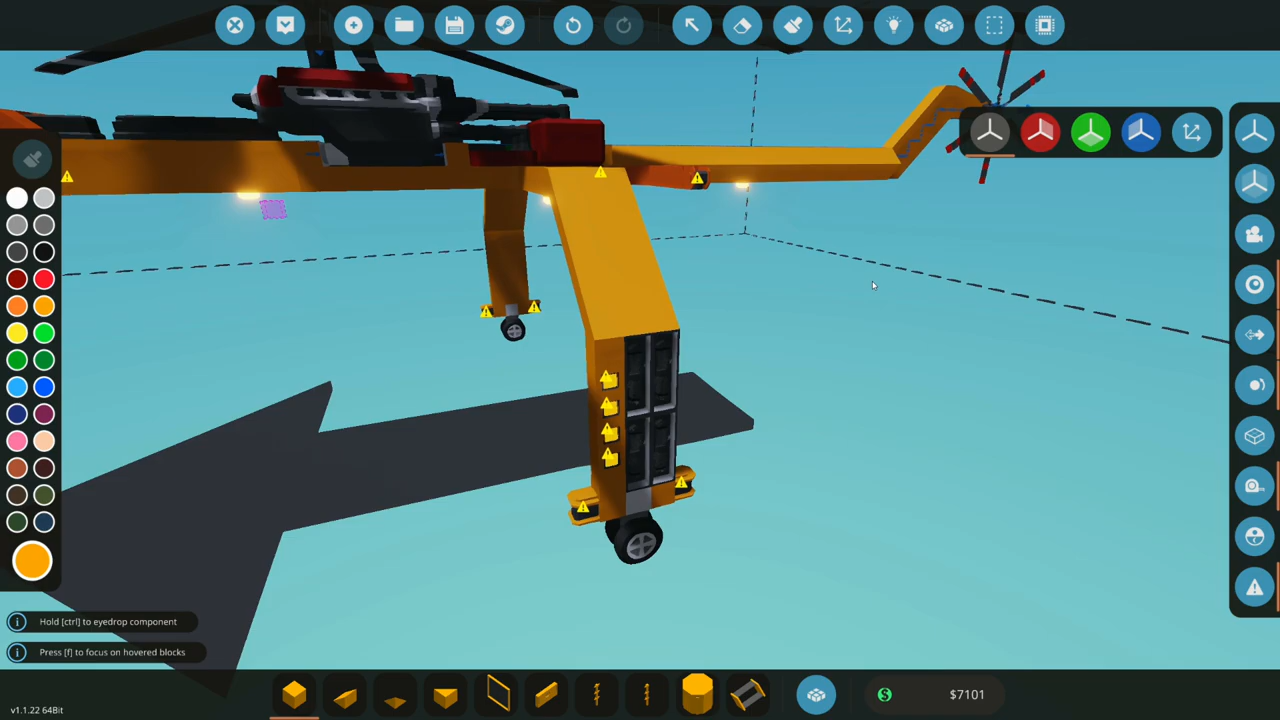 Hold [ctrl] to eyedrop component
Press [f] to focus on hovered blocks
$7101
v1.1.22 64Bit